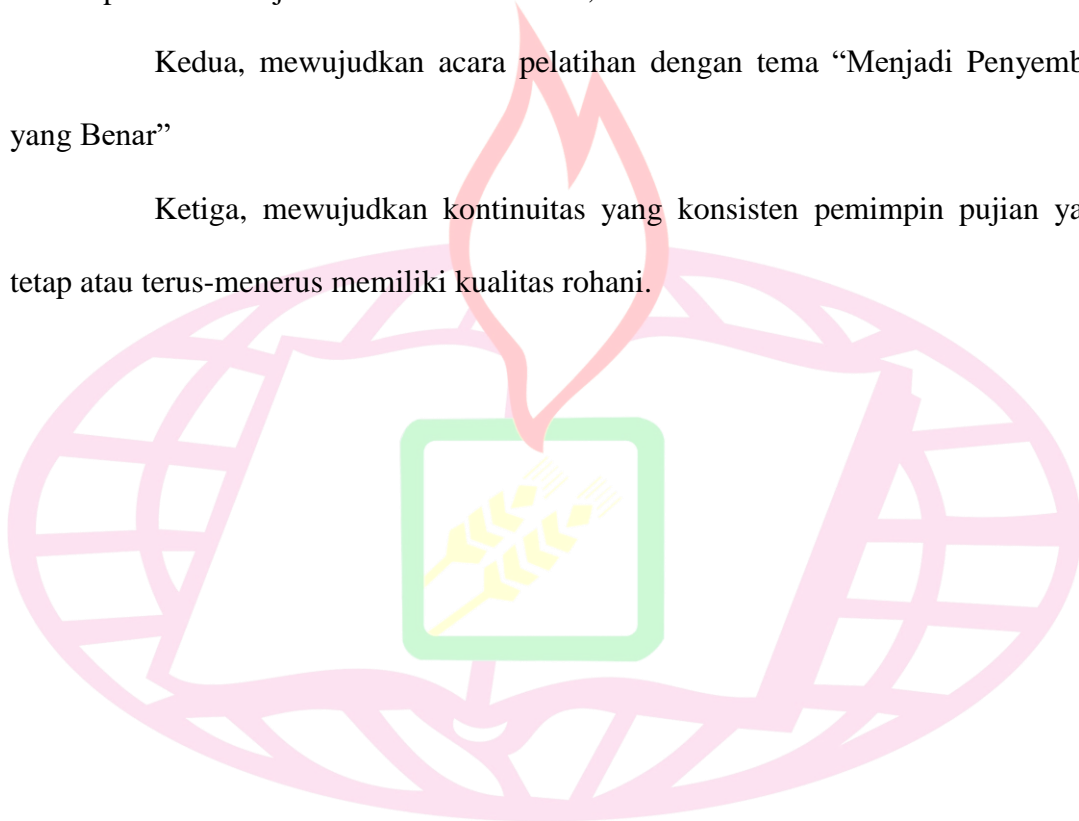 Kedua, mewujudkan acara pelatihan dengan tema “Menjadi
yang Benar”
Ketiga, mewujudkan kontinuitas yang konsisten pemimpin pujian
tetap atau terus-menerus memiliki kualitas rohani.